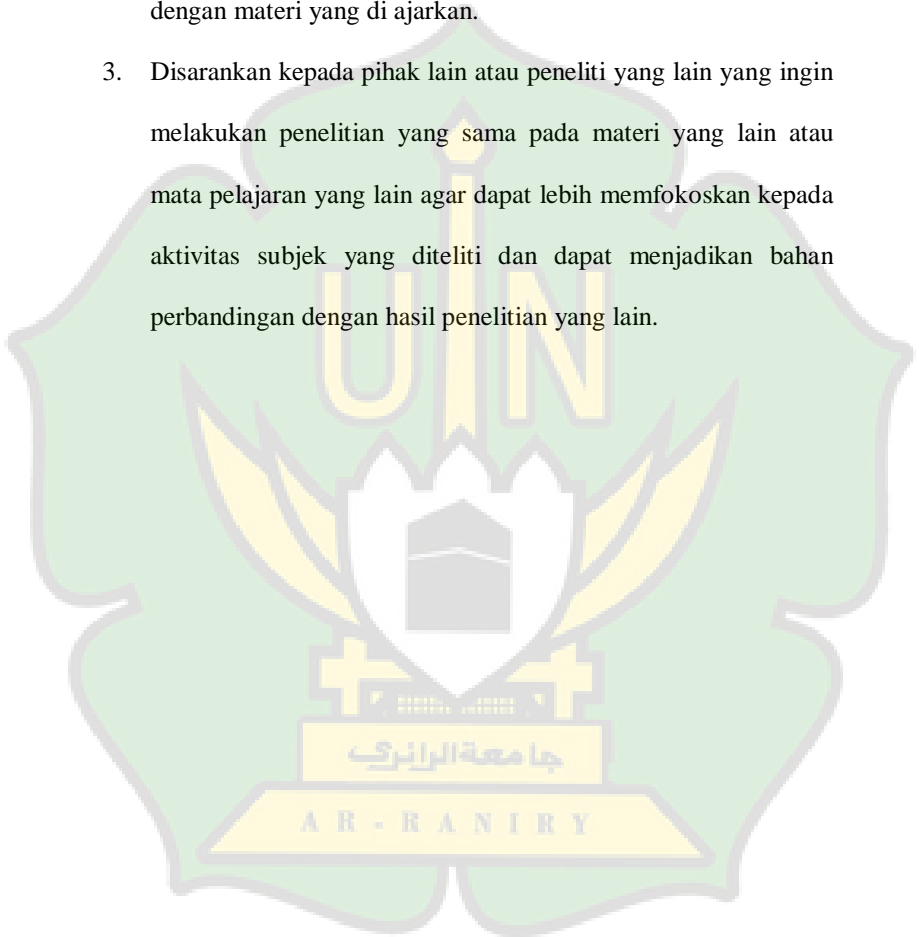 dengan materi yang di ajarkan.
3. Disarankan kepada pihak lain atau peneliti yang lain yang ingin
melakukan penelitian yang sama pada materi yang lain atau
mata pelajaran yang lain agar dapat lebih memfokoskan kepada
aktivitas subjek yang diteliti dan dapat menjadikan bahan
perbandingan dengan hasil penelitian yang lain.
UIN
جامعة الرانري
AR-RANIRY